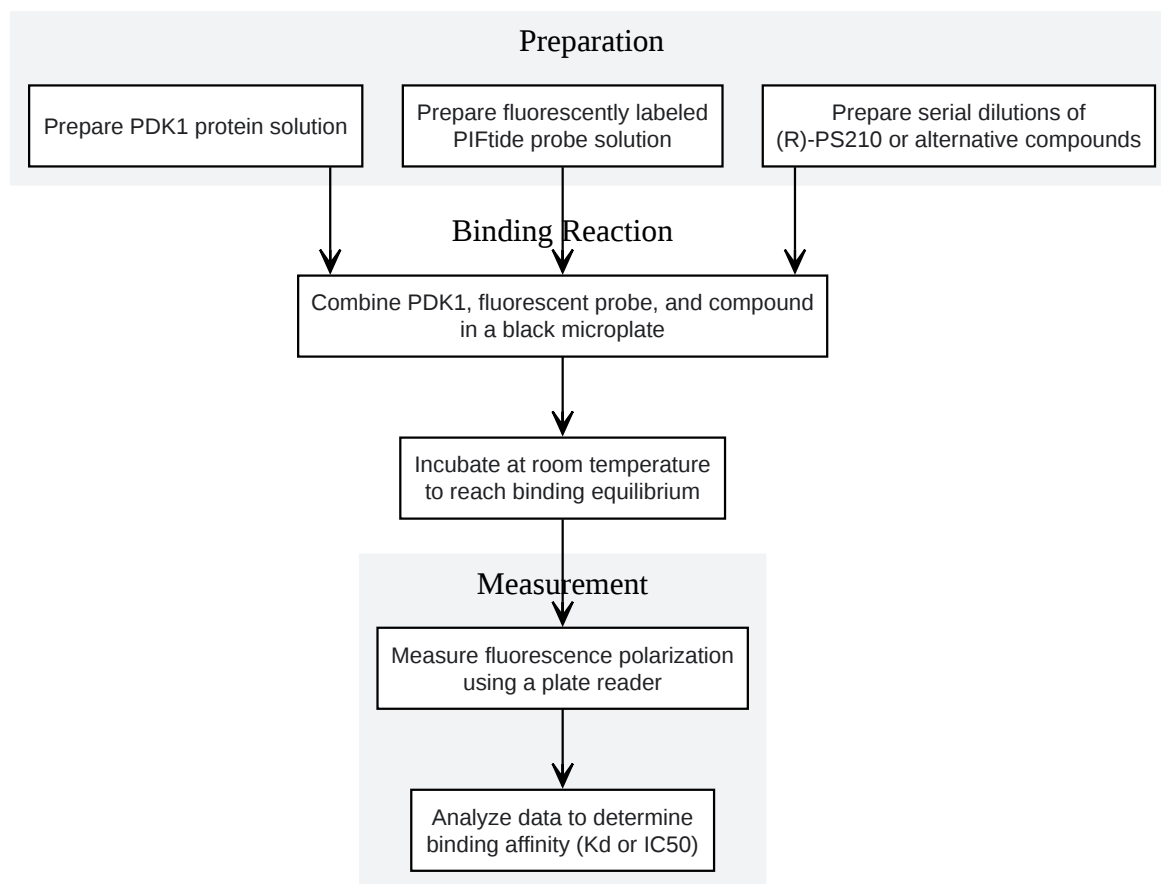 Preparation
Prepare PDK1 protein solution
Prepare fluorescently labeled
PIFtide probe solution
Prepare serial dilutions of
(R)-PS210 or alternative compounds
Binding Reaction
Combine PDK1, fluorescent probe, and compound
in a black microplate
Incubate at room temperature
to reach binding equilibrium
Measurement
Measure fluorescence polarization
using a plate reader
Analyze data to determine
binding affinity (Kd or IC50)